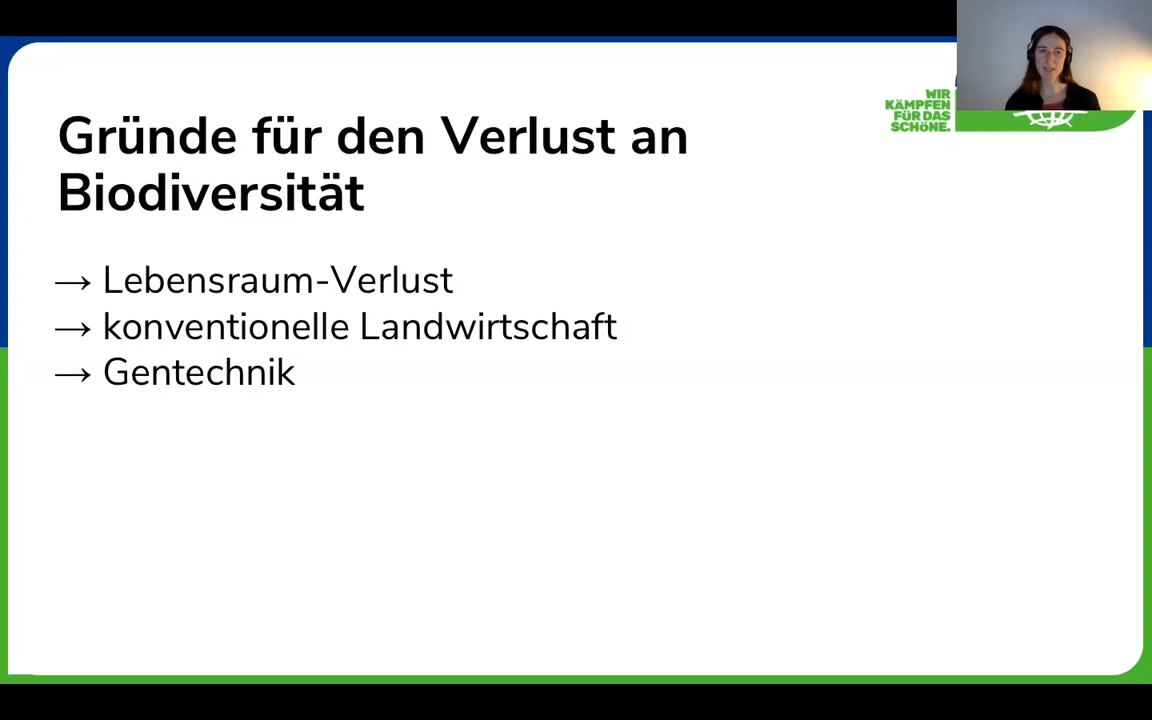 Gründe für den Verlust an
Biodiversität
→ Lebensraum-Verlust
→ konventionelle Landwirtschaft
→ Gentechnik
WIR
KÄMPFEN
FÜR DAS
SCHÖNE.